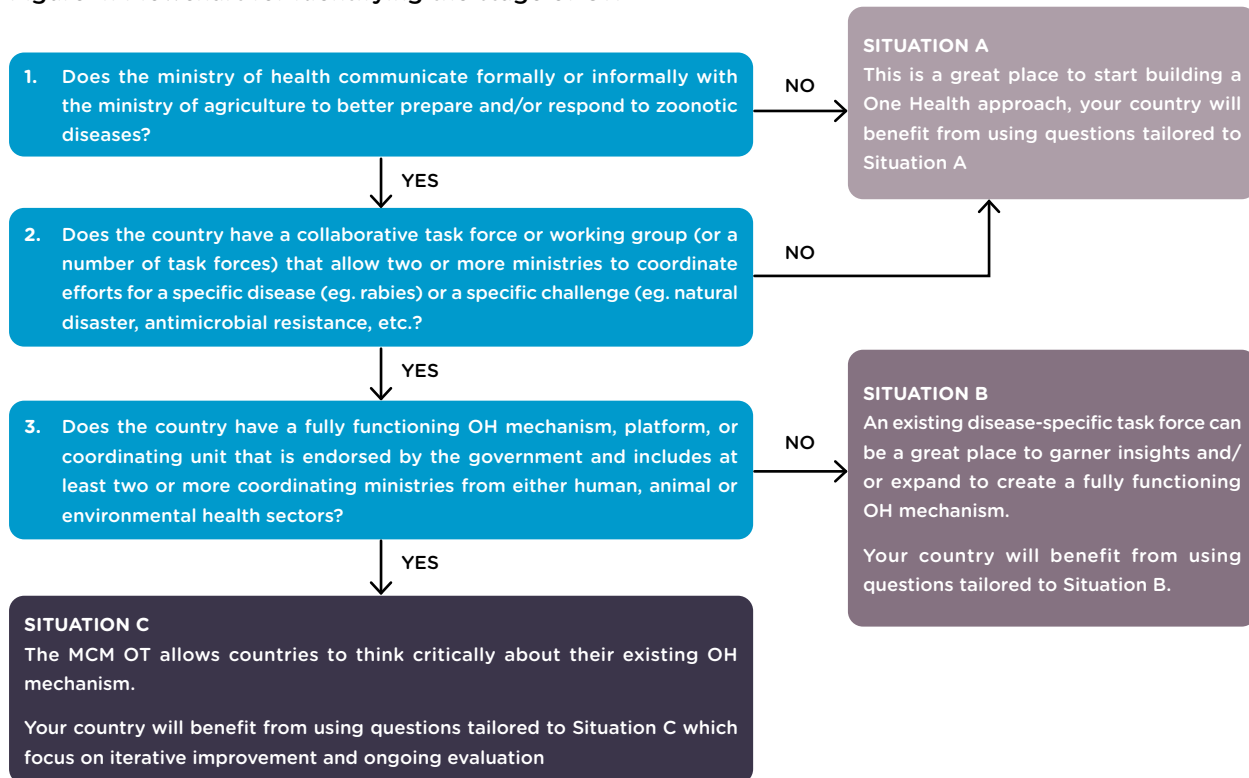 1. Does the ministry of health communicate formally or informally with
the ministry of agriculture to better prepare and/or respond to zoonotic
diseases?
NO
SITUATION A
This is a great place to start building a
One Health approach, your country will
benefit from using questions tailored to
Situation A
YES
2. Does the country have a collaborative task force or working group (or a
number of task forces) that allow two or more ministries to coordinate
efforts for a specific disease (eg. rabies) or a specific challenge (eg. natural
disaster, antimicrobial resistance, etc.?
NO
YES
3. Does the country have a fully functioning OH mechanism, platform, or
coordinating unit that is endorsed by the government and includes at
least two or more coordinating ministries from either human, animal or
environmental health sectors?
NO
SITUATION B
An existing disease-specific task force can
be a great place to garner insights and/
or expand to create a fully functioning
OH mechanism.
Your country will benefit from using
questions tailored to Situation B.
YES
SITUATION C
The MCM OT allows countries to think critically about their existing OH
mechanism.
Your country will benefit from using questions tailored to Situation C which
focus on iterative improvement and ongoing evaluation